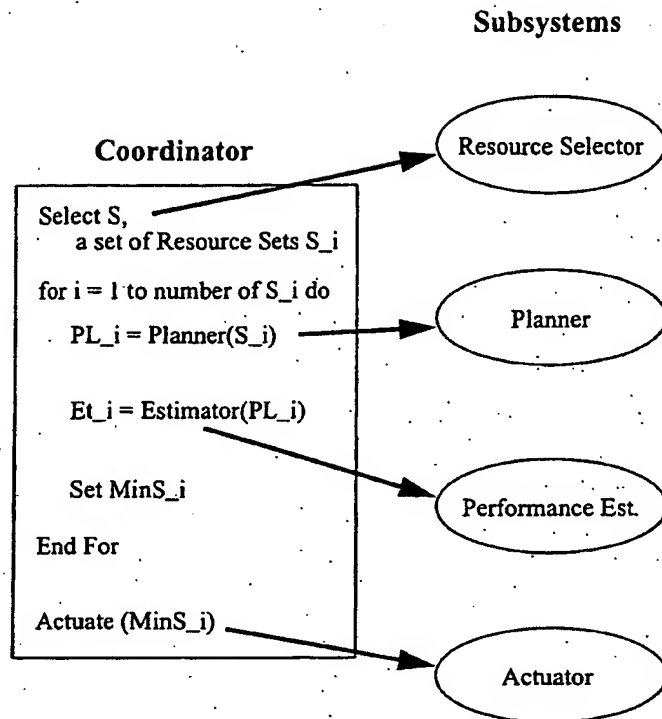 Subsystems
Coordinator
Resource Selector
Select S,
a set of Resource Sets S_i
for i = 1 to number of S_i do
PL_i = Planner(S_i)
Planner
Et_i = Estimator(PL_i)
Set MinS_i
Performance Est.
End For
Actuate (MinS_i)
Actuator